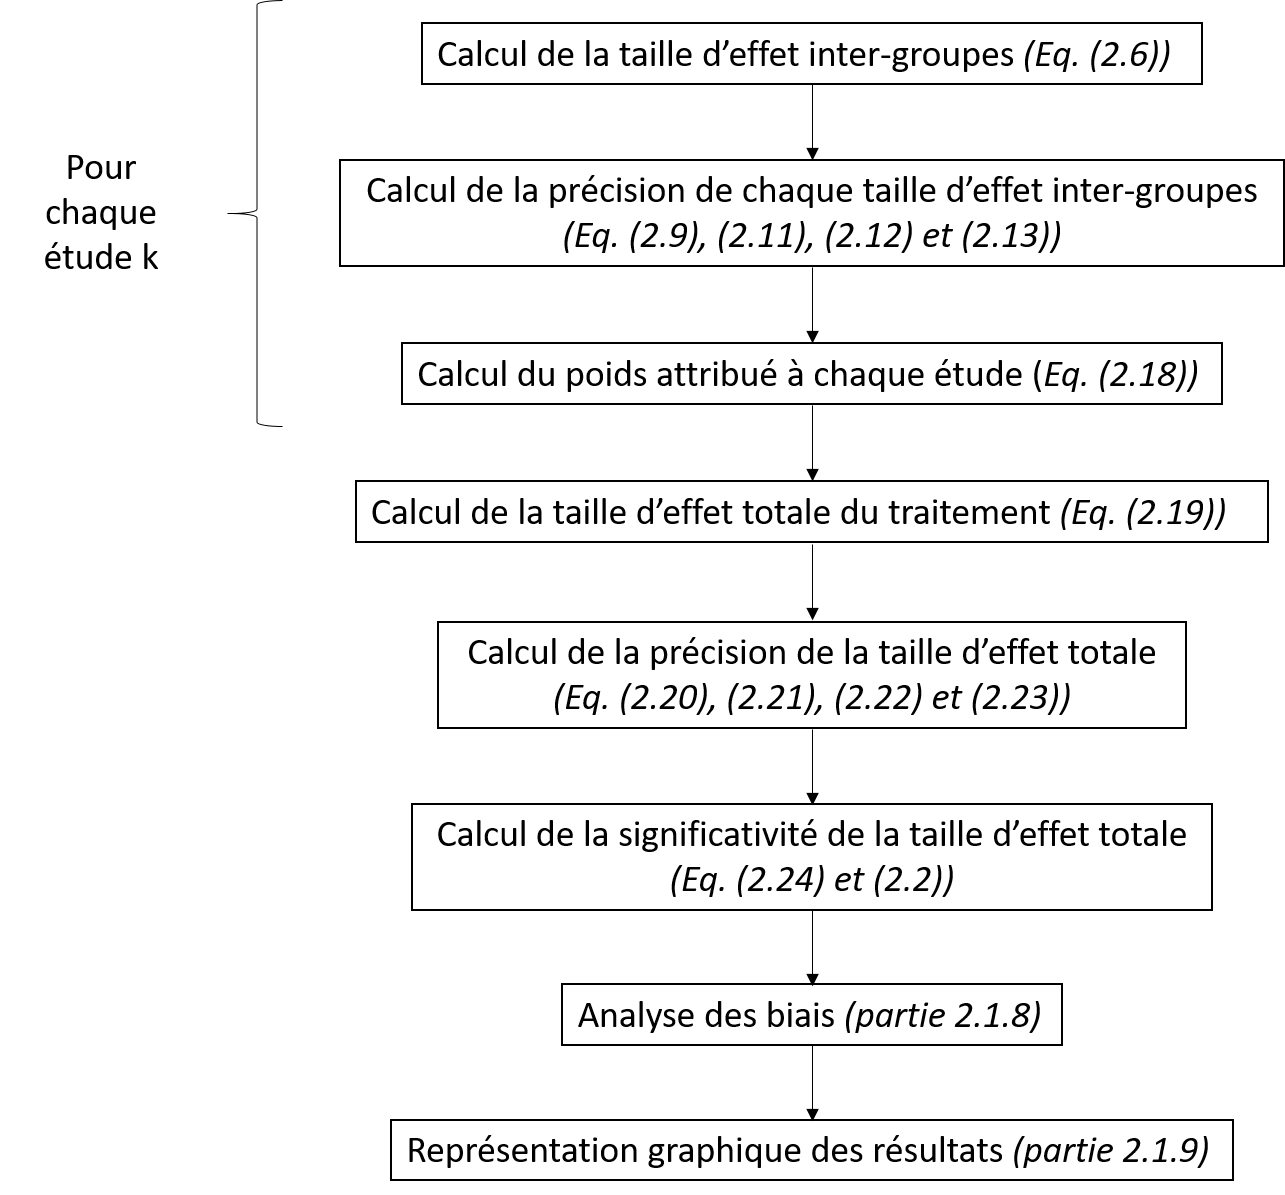 Calcul de la taille d’effet inter-groupes (Eq. (2.6))
Pour
chaque
étude k
Calcul de la précision de chaque taille d’effet inter-groupes
(Eq. (2.9), (2.11), (2.12) et (2.13))
Calcul du poids attribué à chaque étude (Eq. (2.18))
Calcul de la taille d’effet totale du traitement (Eq. (2.19))
Calcul de la précision de la taille d’effet totale
(Eq. (2.20), (2.21), (2.22) et (2.23))
Calcul de la significativité de la taille d’effet totale
(Eq. (2.24) et (2.2))
Analyse des biais (partie 2.1.8)
Représentation graphique des résultats (partie 2.1.9)